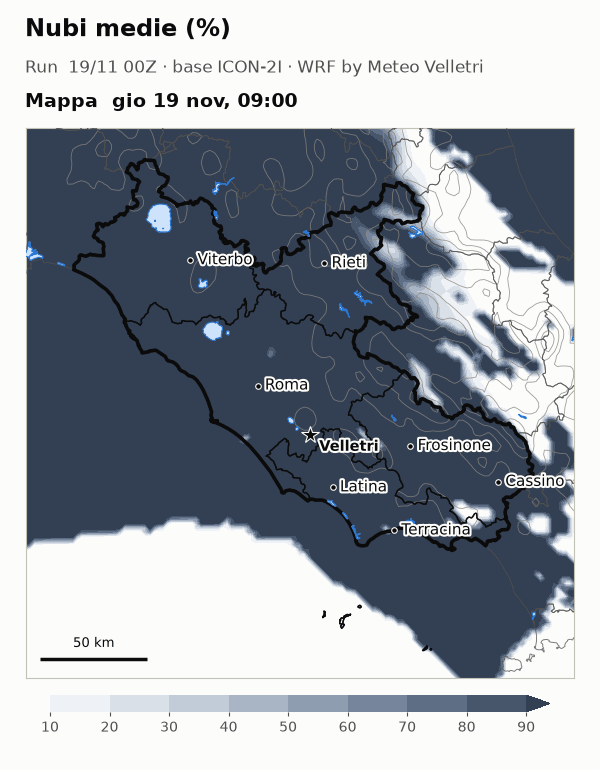 Nubi medie (%)
Run 19/11 00Z · base ICON-2I · WRF by Meteo Velletri
Mappa gio 19 nov, 09:00
Viterbo
Rieti
Roma
Velletri
Frosinone
Latina
Cassino
Terracina
50 km
10 20 30 40 50 60 70 80 90